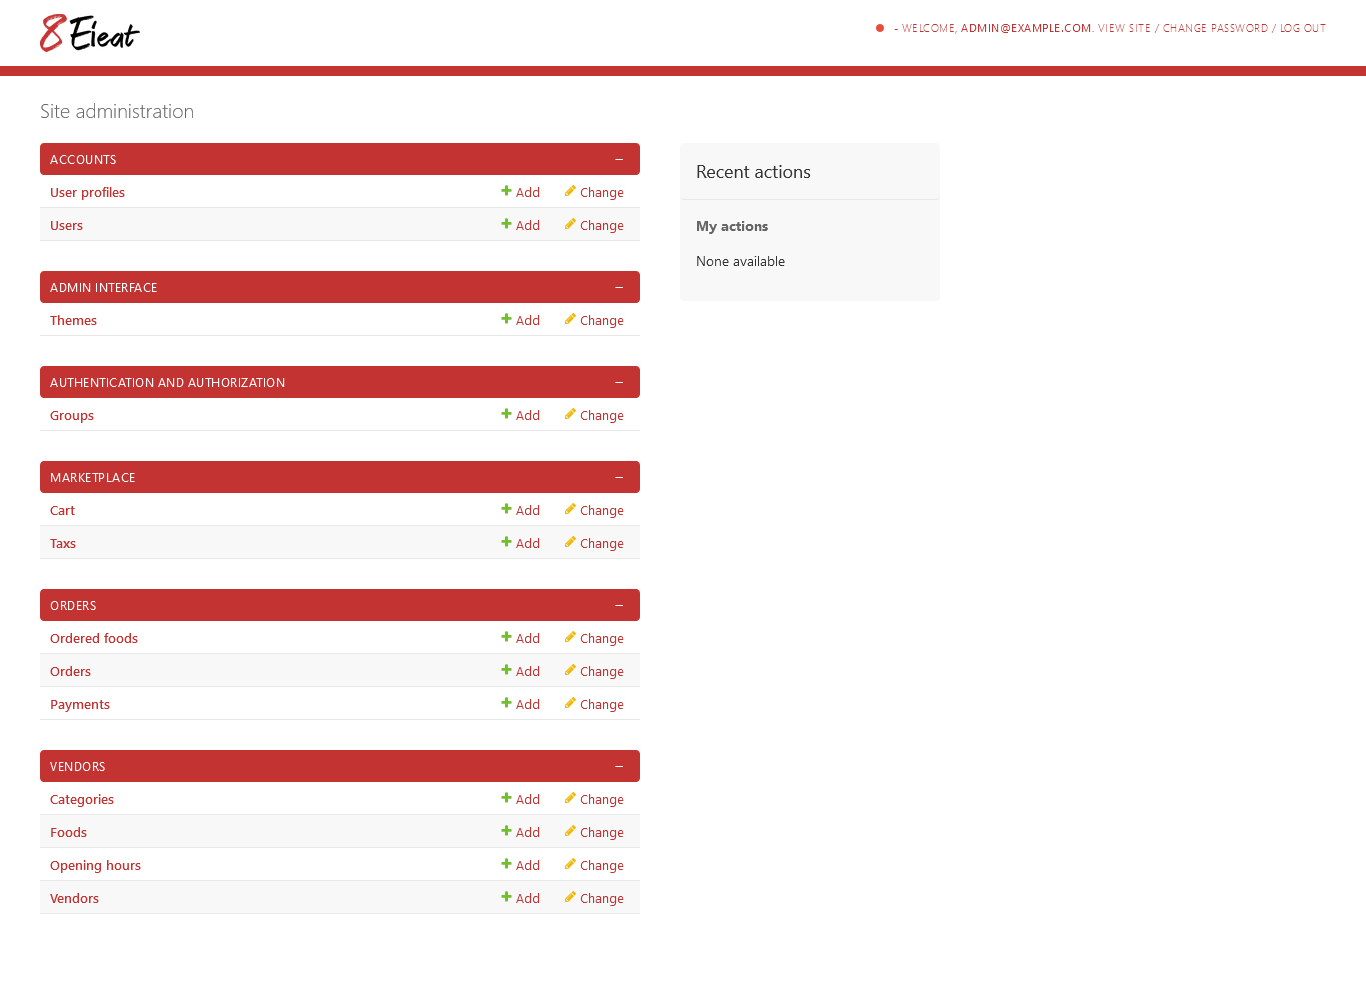 8 Eieat
- WELCOME, ADMIN@EXAMPLE.COM. VIEW SITE / CHANGE PASSWORD / LOG OUT
Site administration
ACCOUNTS –
User profiles Add Change
Users Add Change
ADMIN INTERFACE –
Themes Add Change
AUTHENTICATION AND AUTHORIZATION –
Groups Add Change
MARKETPLACE –
Cart Add Change
Taxs Add Change
ORDERS –
Ordered foods Add Change
Orders Add Change
Payments Add Change
VENDORS –
Categories Add Change
Foods Add Change
Opening hours Add Change
Vendors Add Change
Recent actions
My actions
None available